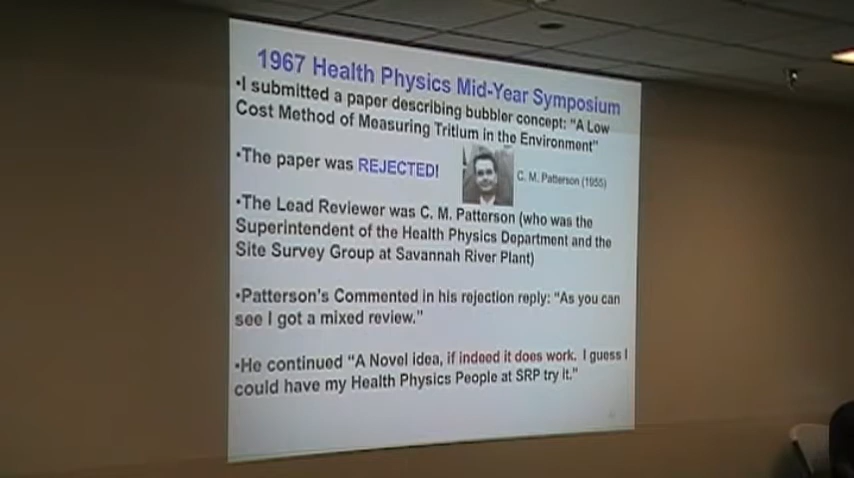 1967 Health Physics Mid-Year Symposium
•I submitted a paper describing bubbler concept: "A Low
Cost Method of Measuring Tritium in the Environment"
•The paper was REJECTED!
C. M. Patterson (1955)
•The Lead Reviewer was C. M. Patterson (who was the
Superintendent of the Health Physics Department and the
Site Survey Group at Savannah River Plant)
•Patterson's Commented in his rejection reply: "As you can
see I got a mixed review."
•He continued "A Novel idea, if indeed it does work. I guess I
could have my Health Physics People at SRP try it."